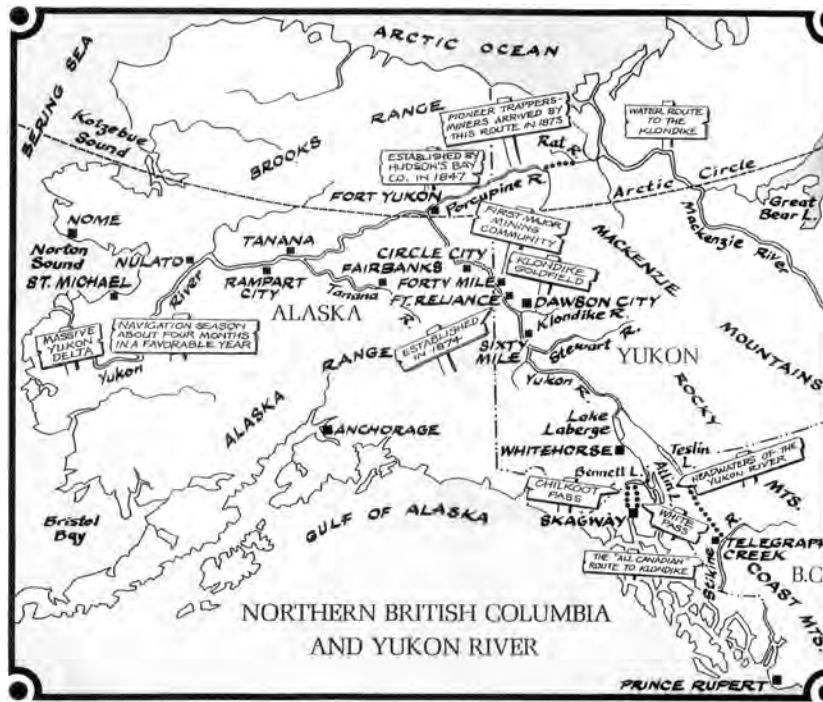 ARCTIC OCEAN
BERING SEA
Kotzebue
Sound
BROOKS RANGE
PIONEER TRAPPERS-
MINERS ARRIVED BY
THIS ROUTE IN 1873
WATER ROUTE
TO THE
KLONDIKE
Rat R.
ESTABLISHED BY
HUDSON'S BAY
CO. IN 1847
Arctic Circle
FORT YUKON
Porcupine R.
Great
Bear L.
Mackenzie River
NOME
Norton
Sound
ST. MICHAEL
NULATO
TANANA
RAMPART
CITY
FIRST MAJOR
MINING
COMMUNITY
MACKENZIE
MOUNTAINS
CIRCLE CITY
FAIRBANKS
FORTY MILE
KLONDIKE
GOLDFIELD
FT. RELIANCE
DAWSON CITY
Klondike R.
Tanana R.
ALASKA
River
MASSIVE
YUKON
DELTA
NAVIGATION SEASON
ABOUT FOUR MONTHS
IN A FAVORABLE YEAR
Yukon
ESTABLISHED
IN 1874
SIXTY
MILE
Stewart R.
YUKON
Yukon R.
ALASKA RANGE
ROCKY
MTS.
Lake
Laberge
ANCHORAGE
WHITEHORSE
Teslin
L.
HEADWATERS OF THE
YUKON RIVER
Bennett L.
Atlin L.
CHILKOOT
PASS
WHITE
PASS
SKAGWAY
Bristol
Bay
GULF OF ALASKA
THE "ALL CANADIAN"
ROUTE TO KLONDIKE
TELEGRAPH
CREEK
Stikine R.
B.C
COAST MTS.
NORTHERN BRITISH COLUMBIA
AND YUKON RIVER
PRINCE RUPERT